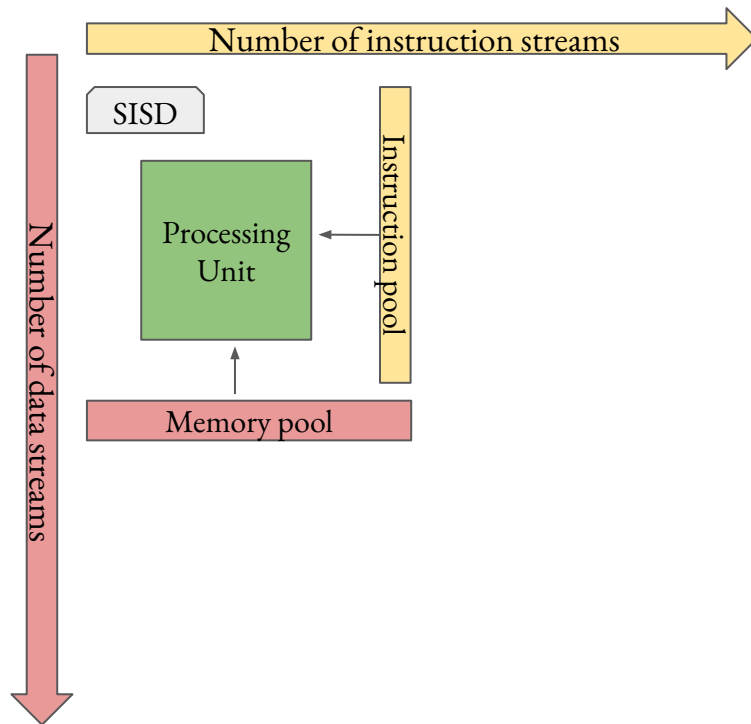 Number of instruction streams
SISD
Instruction pool
Processing
Unit
Number of data streams
Memory pool